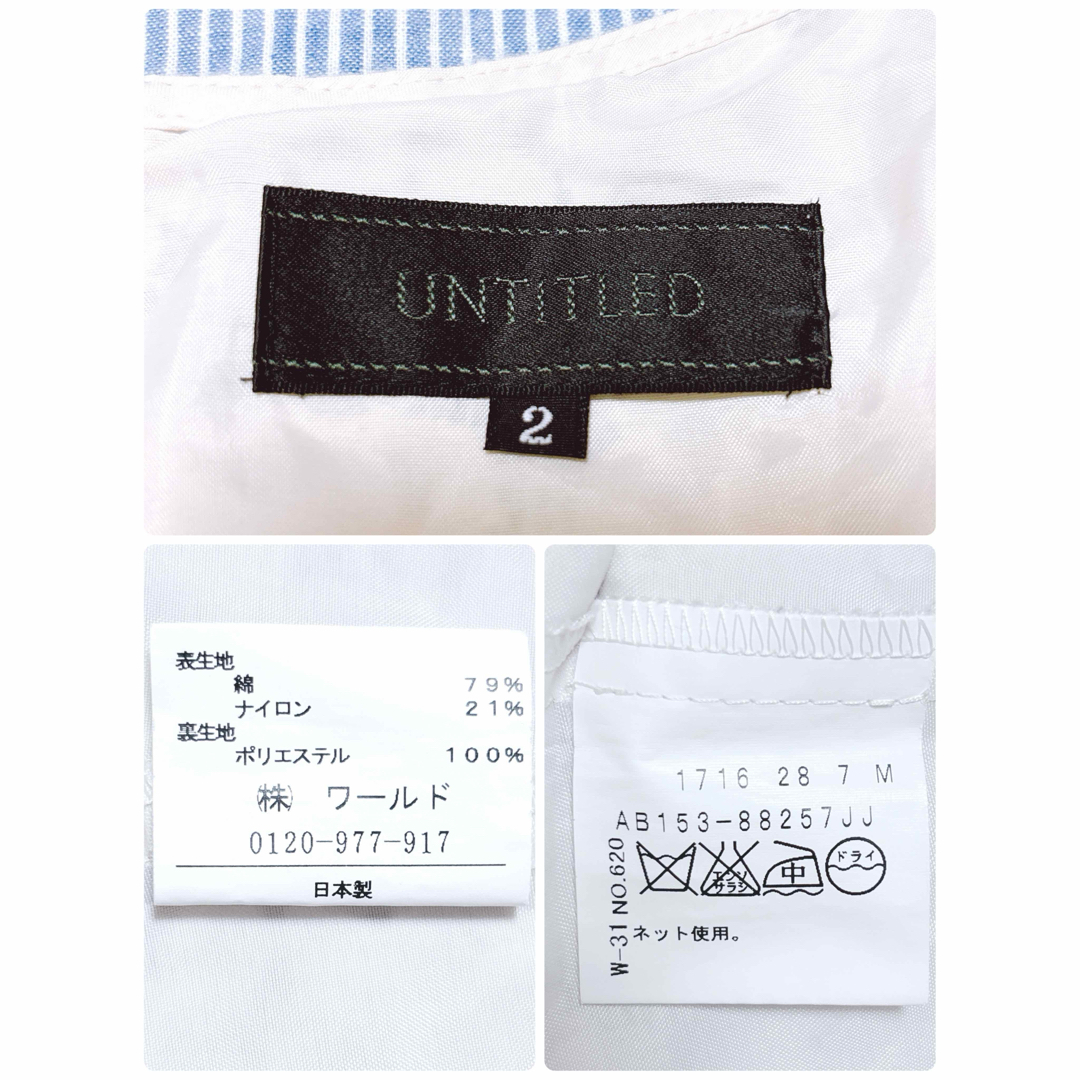 UNTITLED
2
表生地
綿 79%
ナイロン 21%
裏生地
ポリエステル 100%
㈱ ワールド
0120-977-917
日本製
1716 28 7 M
AB153-88257JJ
エンソ
サラシ
中
ドライ
ネット使用。
W-31 NO.620